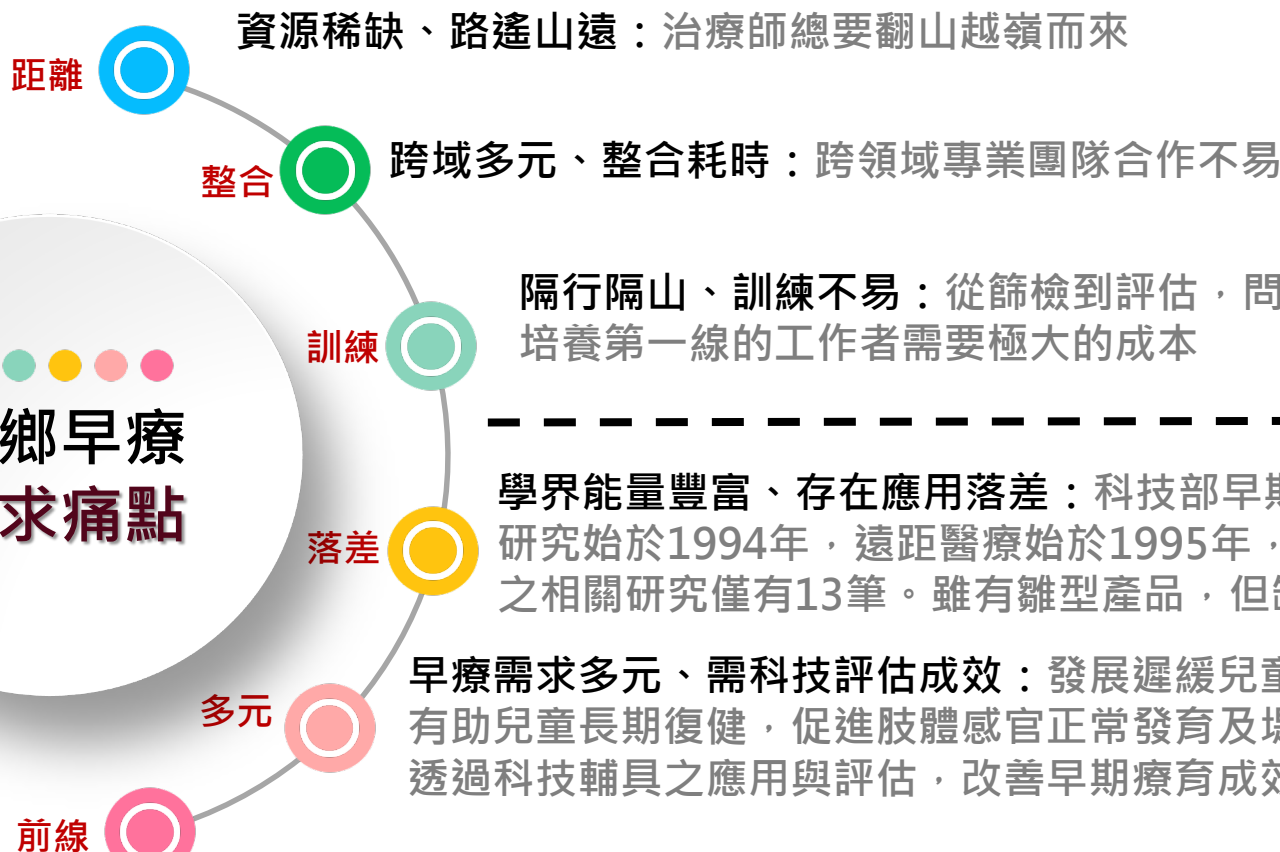 距離
資源稀缺、路遙山遠：治療師總要翻山越嶺而來
整合
跨域多元、整合耗時：跨領域專業團隊合作不易
訓練
隔行隔山、訓練不易：從篩檢到評估，問
培養第一線的工作者需要極大的成本
鄉早療
求痛點
落差
學界能量豐富、存在應用落差：科技部早期
研究始於1994年，遠距醫療始於1995年，
之相關研究僅有13筆。雖有雛型產品，但
多元
早療需求多元、需科技評估成效：發展遲緩兒童
有助兒童長期復健，促進肢體感官正常發育及
透過科技輔具之應用與評估，改善早期療育成效
前線